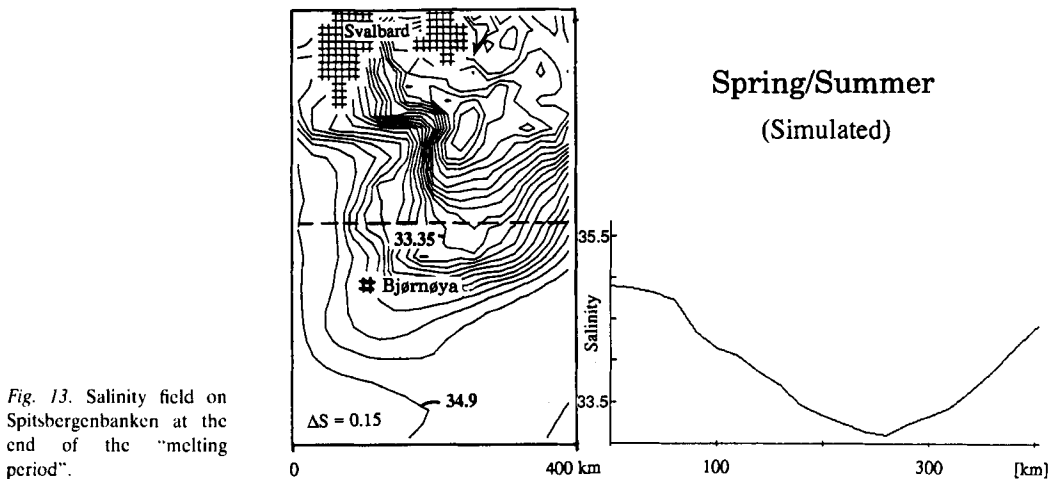 Svalbard
Spring/Summer
(Simulated)
33.35
Bjørnøya
34.9
ΔS = 0.15
0
400 km
35.5
Salinity
33.5
100
300
[km]
Fig. 13. Salinity field on
Spitsbergenbanken at the
end of the "melting
period".